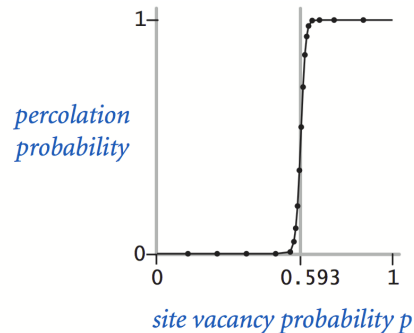 1
percolation
probability
0
0
0.593
1
site vacancy probability p